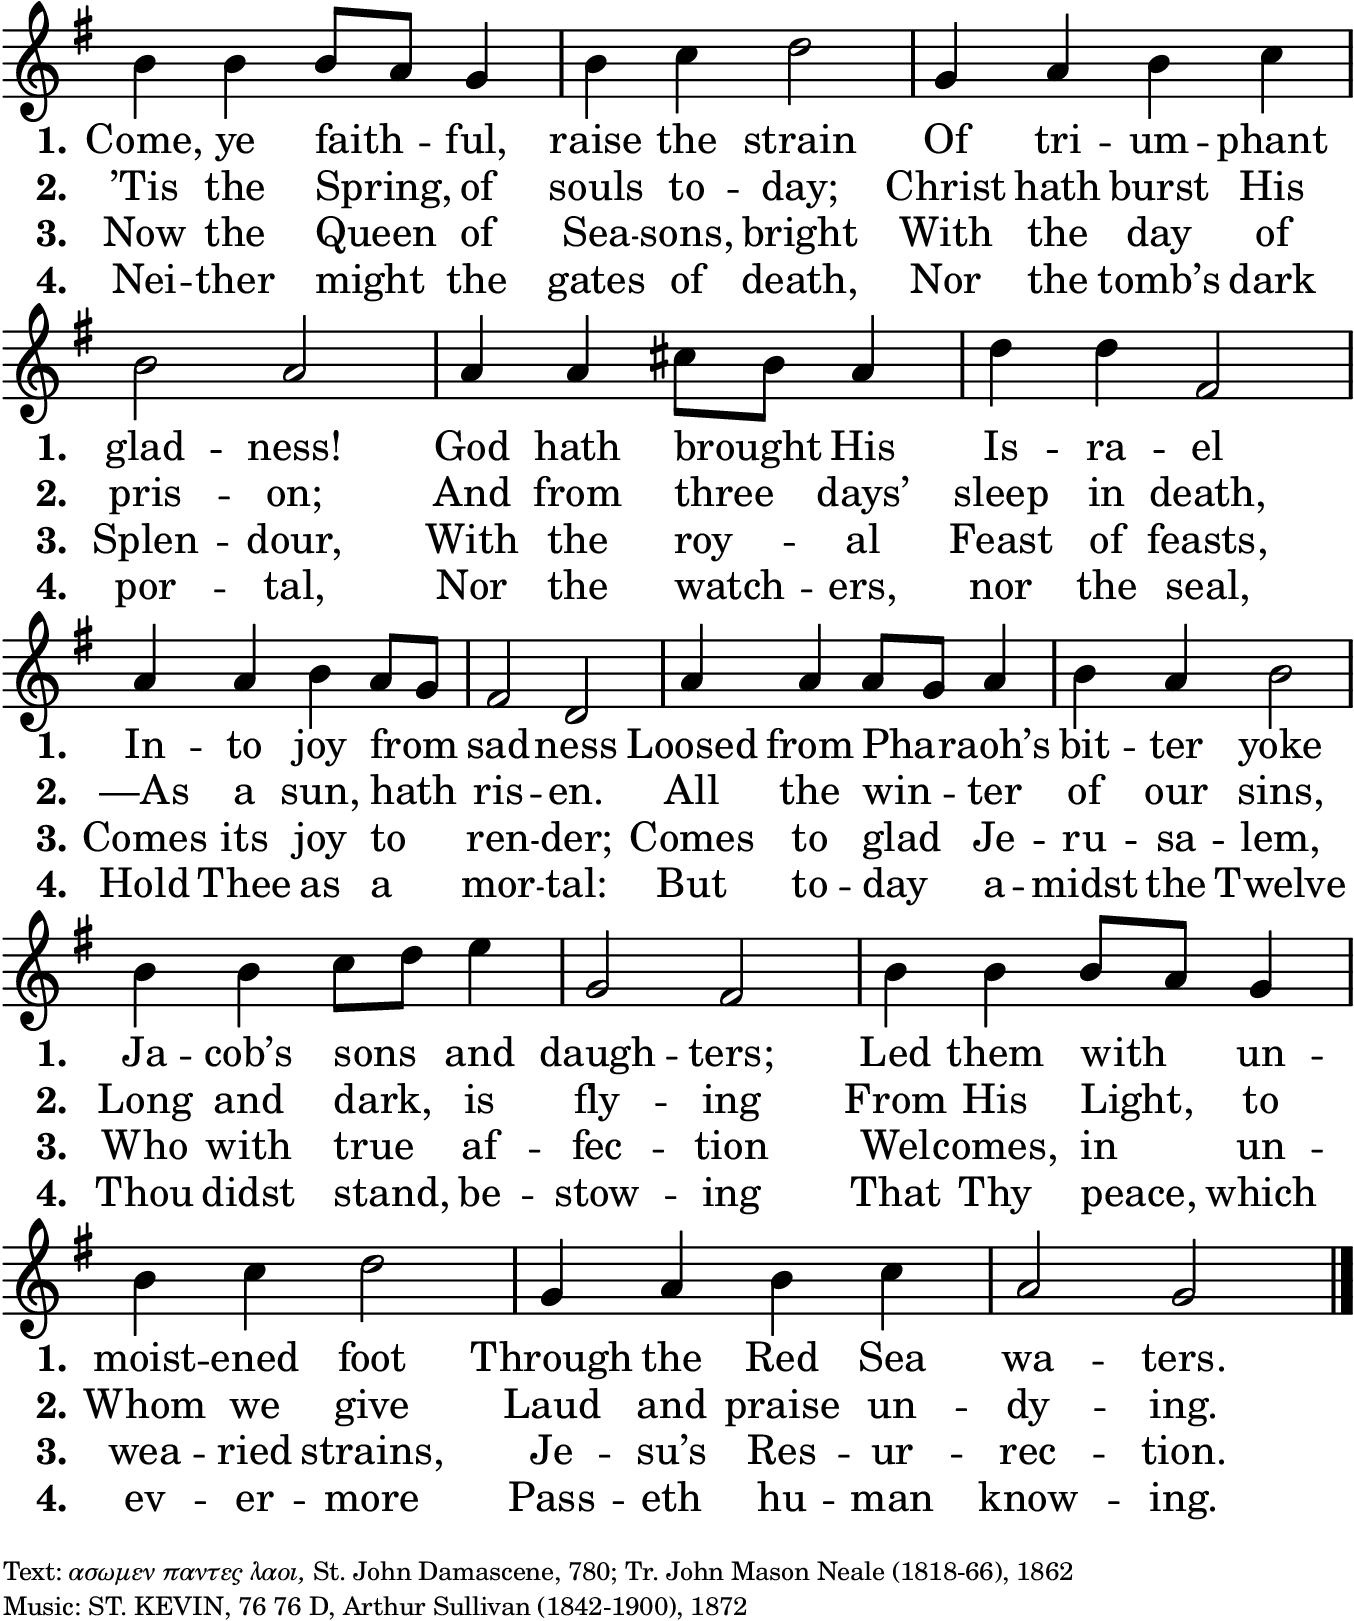 1. Come, ye faith - ful, raise the strain Of tri - um - phant
2. ’Tis the Spring, of souls to - day; Christ hath burst His
3. Now the Queen of Sea - sons, bright With the day of
4. Nei - ther might the gates of death, Nor the tomb’s dark
1. glad - ness! God hath brought His Is - ra - el
2. pris - on; And from three days’ sleep in death,
3. Splen - dour, With the roy - al Feast of feasts,
4. por - tal, Nor the watch - ers, nor the seal,
1. In - to joy from sadness Loosed from Pharaoh’s bit - ter yoke
2. —As a sun, hath ris - en. All the win - ter of our sins,
3. Comes its joy to ren - der; Comes to glad Je - ru - sa - lem,
4. Hold Thee as a mor - tal: But to - day a - midst the Twelve
1. Ja - cob’s sons and daugh - ters; Led them with un -
2. Long and dark, is fly - ing From His Light, to
3. Who with true af - fec - tion Welcomes, in un -
4. Thou didst stand, be - stow - ing That Thy peace, which
1. moist - ened foot Through the Red Sea wa - ters.
2. Whom we give Laud and praise un - dy - ing.
3. wea - ried strains, Je - su’s Res - ur - rec - tion.
4. ev - er - more Pass - eth hu - man know - ing.
Text: ασωμεν παντες λαοι, St. John Damascene, 780; Tr. John Mason Neale (1818-66), 1862
Music: ST. KEVIN, 76 76 D, Arthur Sullivan (1842-1900), 1872